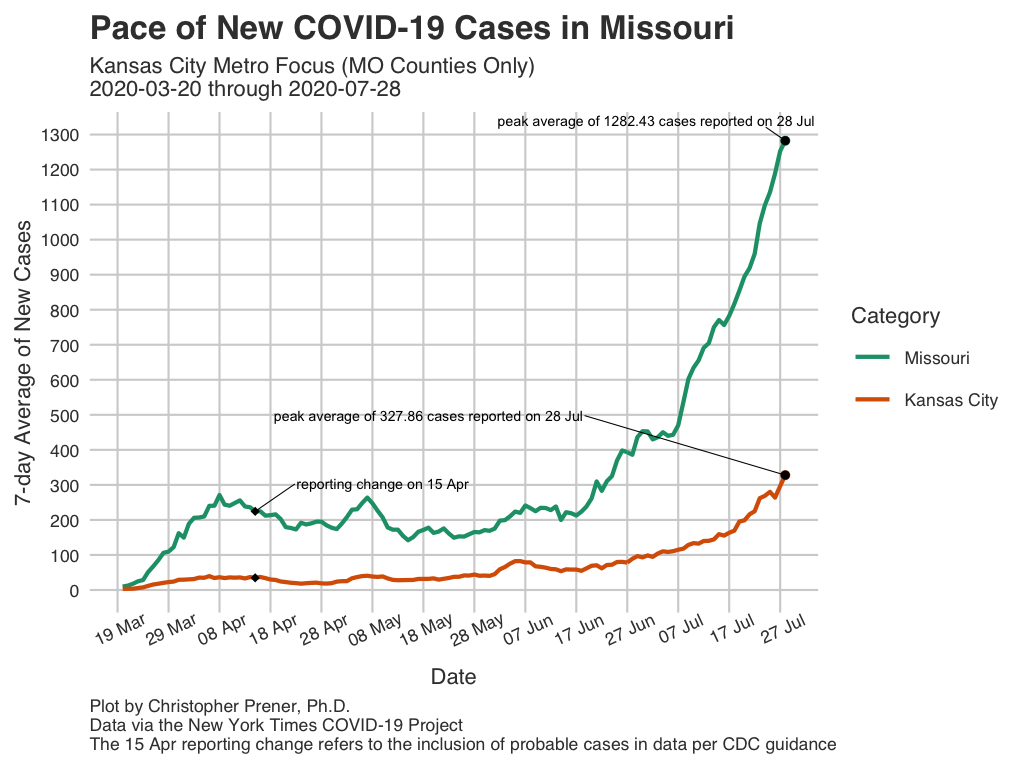 Pace of New COVID-19 Cases in Missouri
Kansas City Metro Focus (MO Counties Only)
2020-03-20 through 2020-07-28
7-day Average of New Cases
1300
1200
1100
1000
900
800
700
600
500
400
300
200
100
0
peak average of 1282.43 cases reported on 28 Jul
peak average of 327.86 cases reported on 28 Jul
reporting change on 15 Apr
19 Mar
29 Mar
08 Apr
18 Apr
28 Apr
08 May
18 May
28 May
07 Jun
17 Jun
27 Jun
07 Jul
17 Jul
27 Jul
Date
Category
Missouri
Kansas City
Plot by Christopher Prener, Ph.D.
Data via the New York Times COVID-19 Project
The 15 Apr reporting change refers to the inclusion of probable cases in data per CDC guidance